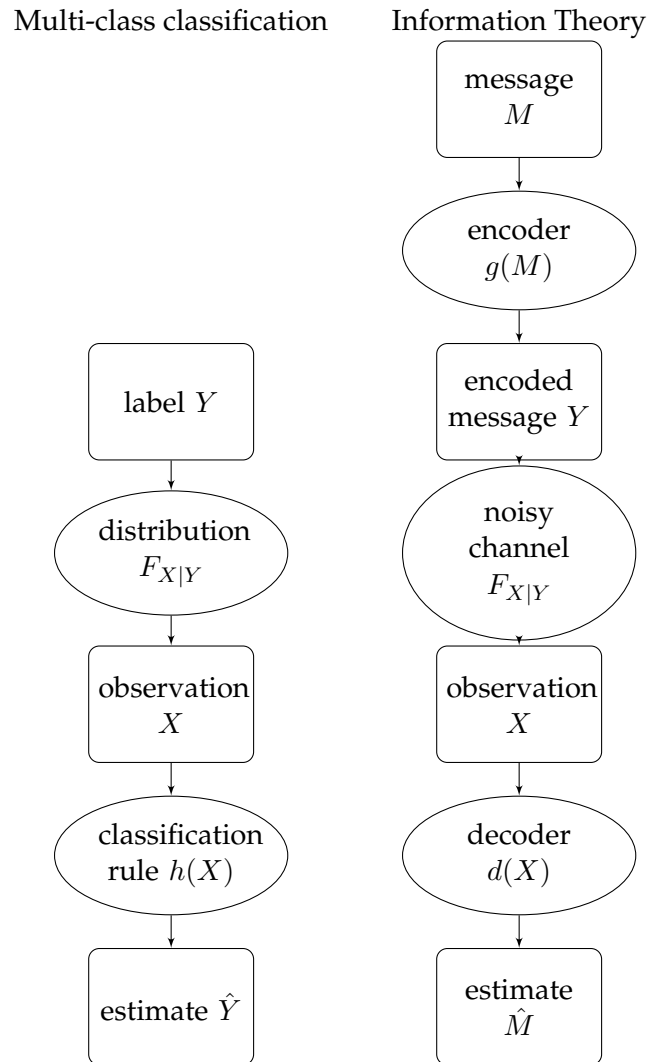 Multi-class classification
label Y
distribution
F_{X|Y}
observation
X
classification
rule h(X)
estimate Ŷ
Information Theory
message
M
encoder
g(M)
encoded
message Y
noisy
channel
F_{X|Y}
observation
X
decoder
d(X)
estimate
M̂